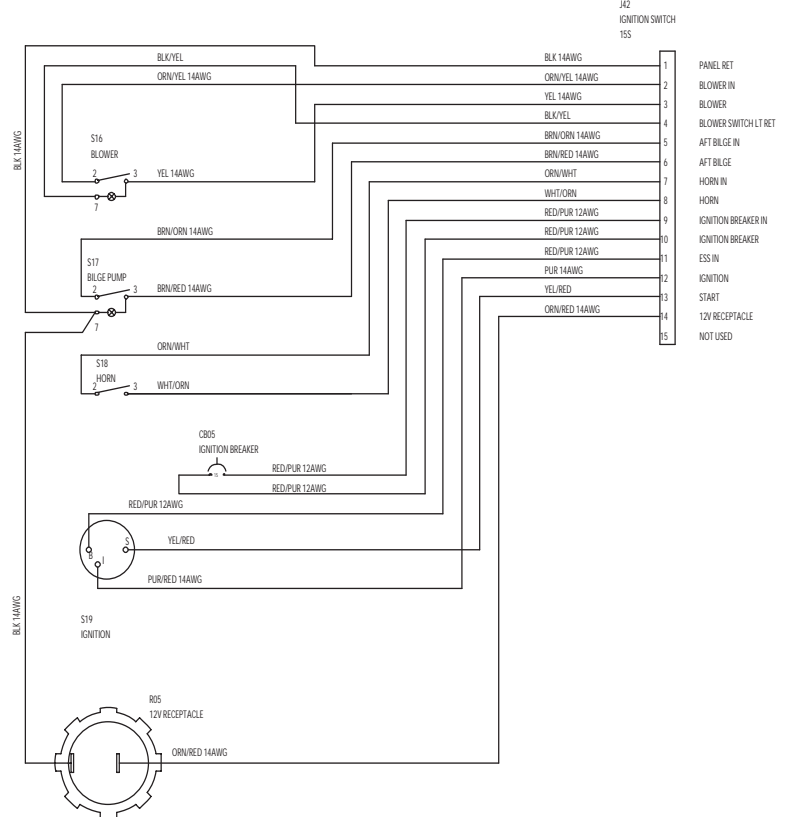 J42
IGNITION SWITCH
15S
BLK 14AWG 1 PANEL RET
BLK/YEL
ORN/YEL 14AWG ORN/YEL 14AWG 2 BLOWER IN
YEL 14AWG 3 BLOWER
BLK/YEL 4 BLOWER SWITCH LT RET
BRN/ORN 14AWG 5 AFT BILGE IN
BRN/RED 14AWG 6 AFT BILGE
ORN/WHT 7 HORN IN
WHT/ORN 8 HORN
RED/PUR 12AWG 9 IGNITION BREAKER IN
RED/PUR 12AWG 10 IGNITION BREAKER
RED/PUR 12AWG 11 ESS IN
PUR 14AWG 12 IGNITION
YEL/RED 13 START
ORN/RED 14AWG 14 12V RECEPTACLE
15 NOT USED
BLK 14AWG
S16
BLOWER
2 3 YEL 14AWG
7
BRN/ORN 14AWG
S17
BILGE PUMP
2 3 BRN/RED 14AWG
7
ORN/WHT
S18
HORN
2 3 WHT/ORN
CB05
IGNITION BREAKER
15 RED/PUR 12AWG
RED/PUR 12AWG
RED/PUR 12AWG
S YEL/RED
B
I
PUR/RED 14AWG
BLK 14AWG
S19
IGNITION
R05
12V RECEPTACLE
ORN/RED 14AWG